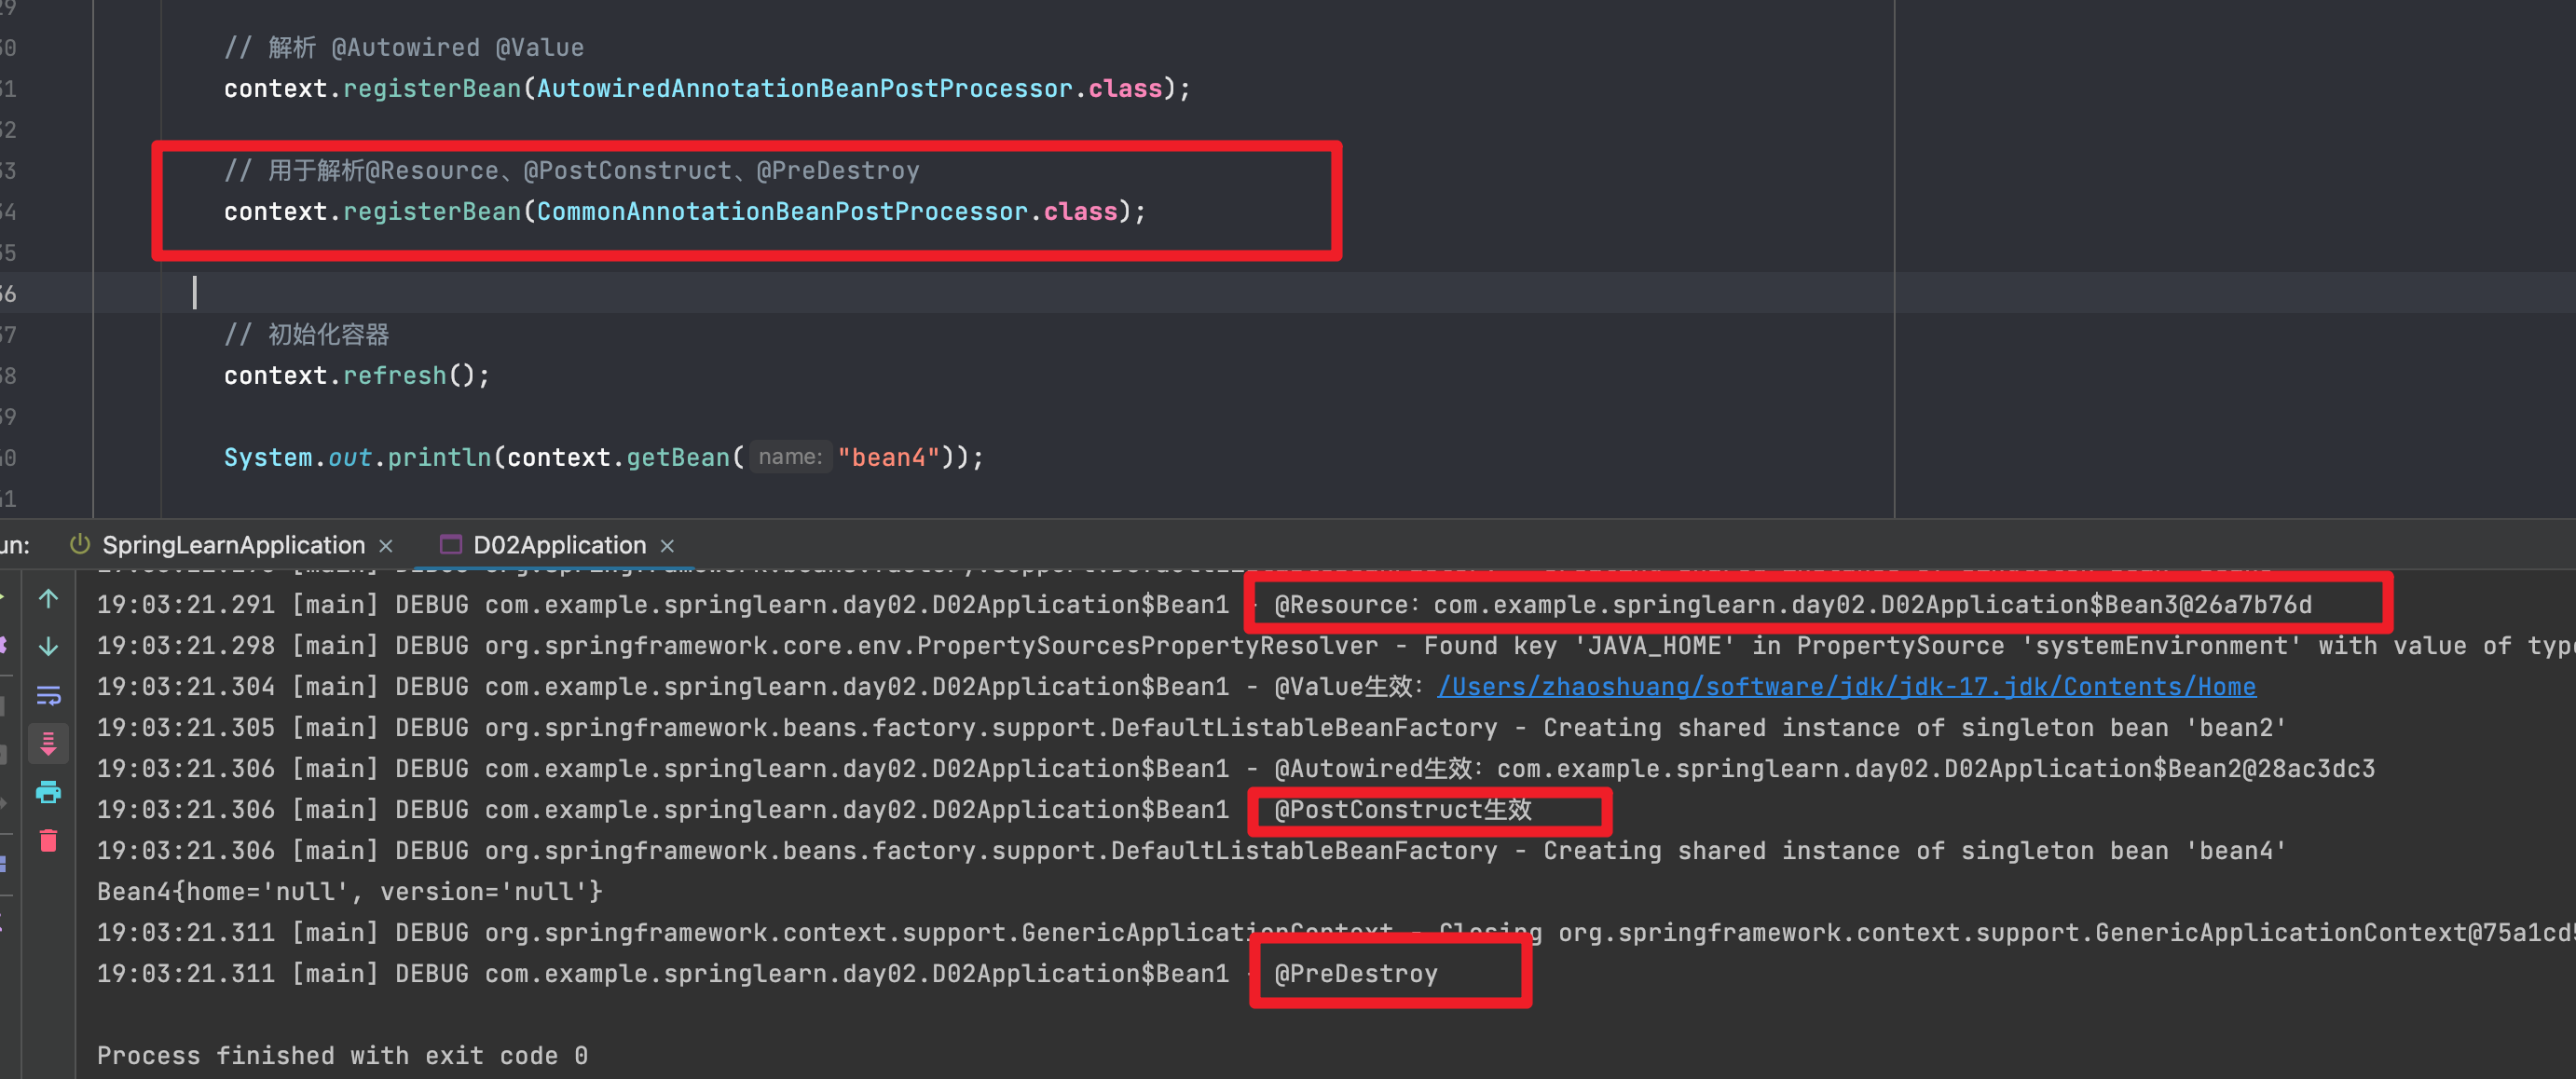 // 解析 @Autowired @Value
31 context.registerBean(AutowiredAnnotationBeanPostProcessor.class);
// 用于解析@Resource、@PostConstruct、@PreDestroy
context.registerBean(CommonAnnotationBeanPostProcessor.class);
// 初始化容器
context.refresh();
System.out.println(context.getBean( name: "bean4"));
un: SpringLearnApplication × D02Application ×
19:03:21.291 [main] DEBUG com.example.springlearn.day02.D02Application$Bean1 - @Resource: com.example.springlearn.day02.D02Application$Bean3@26a7b76d
19:03:21.298 [main] DEBUG org.springframework.core.env.PropertySourcesPropertyResolver - Found key 'JAVA_HOME' in PropertySource 'systemEnvironment' with value of type
19:03:21.304 [main] DEBUG com.example.springlearn.day02.D02Application$Bean1 - @Value生效: /Users/zhaoshuang/software/jdk/jdk-17.jdk/Contents/Home
19:03:21.305 [main] DEBUG org.springframework.beans.factory.support.DefaultListableBeanFactory - Creating shared instance of singleton bean 'bean2'
19:03:21.306 [main] DEBUG com.example.springlearn.day02.D02Application$Bean1 - @Autowired生效: com.example.springlearn.day02.D02Application$Bean2@28ac3dc3
19:03:21.306 [main] DEBUG com.example.springlearn.day02.D02Application$Bean1 @PostConstruct生效
19:03:21.306 [main] DEBUG org.springframework.beans.factory.support.DefaultListableBeanFactory - Creating shared instance of singleton bean 'bean4'
Bean4{home='null', version='null'}
19:03:21.311 [main] DEBUG org.springframework.context.support.GenericApplicationContext - Closing org.springframework.context.support.GenericApplicationContext@75a1cd5
19:03:21.311 [main] DEBUG com.example.springlearn.day02.D02Application$Bean1 - @PreDestroy
Process finished with exit code 0